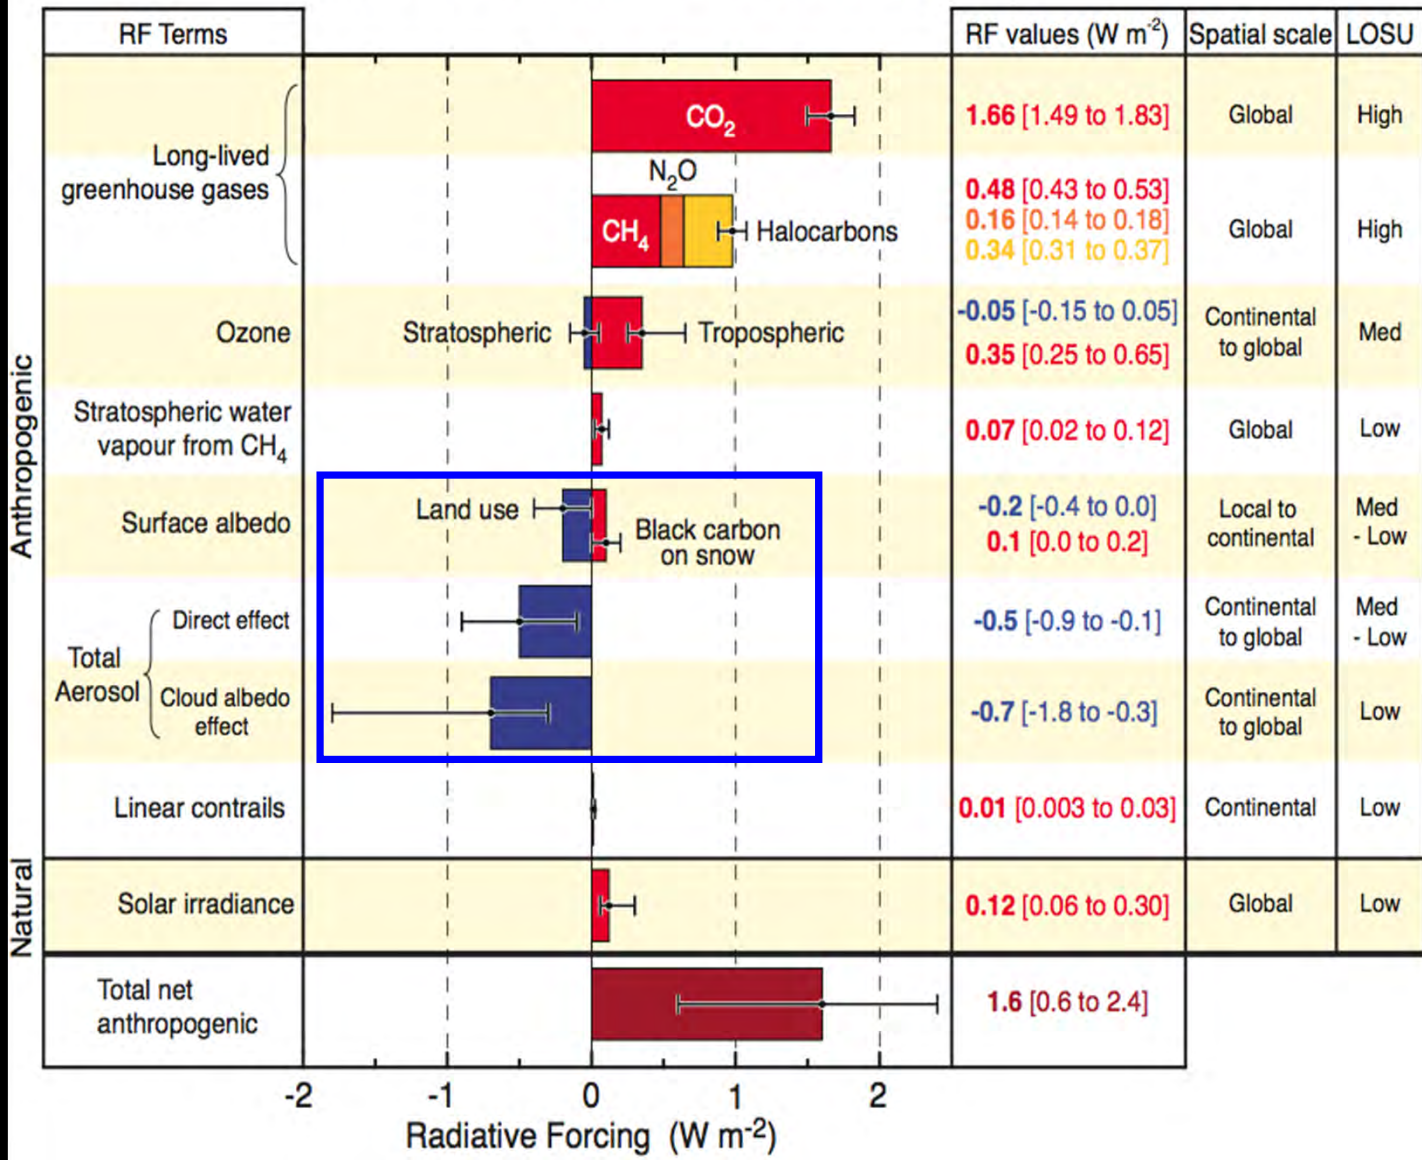 RF Terms
RF values (W m⁻²)
Spatial scale
LOSU
Anthropogenic
Long-lived
greenhouse gases
CO₂
1.66 [1.49 to 1.83]
Global
High
N₂O
CH₄
Halocarbons
0.48 [0.43 to 0.53]
0.16 [0.14 to 0.18]
0.34 [0.31 to 0.37]
Global
High
Ozone
Stratospheric
Tropospheric
-0.05 [-0.15 to 0.05]
0.35 [0.25 to 0.65]
Continental
to global
Med
Stratospheric water
vapour from CH₄
0.07 [0.02 to 0.12]
Global
Low
Surface albedo
Land use
Black carbon
on snow
-0.2 [-0.4 to 0.0]
0.1 [0.0 to 0.2]
Local to
continental
Med
- Low
Total
Aerosol
Direct effect
-0.5 [-0.9 to -0.1]
Continental
to global
Med
- Low
Cloud albedo
effect
-0.7 [-1.8 to -0.3]
Continental
to global
Low
Linear contrails
0.01 [0.003 to 0.03]
Continental
Low
Natural
Solar irradiance
0.12 [0.06 to 0.30]
Global
Low
Total net
anthropogenic
1.6 [0.6 to 2.4]
-2 -1 0 1 2
Radiative Forcing (W m⁻²)